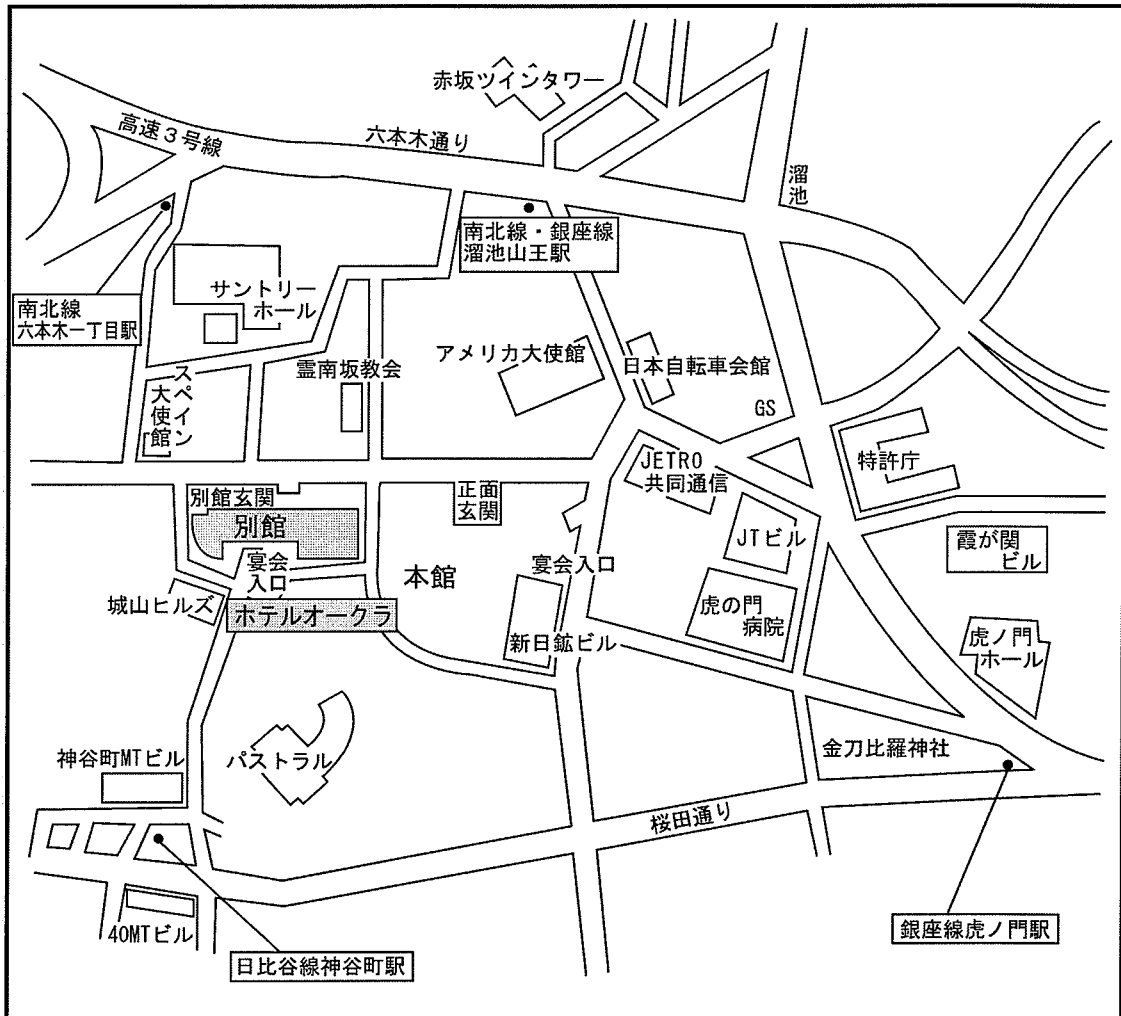 赤坂ツインタワー
高速3号線
六本木通り
溜池
南北線・銀座線
溜池山王駅
南北線
六本木一丁目駅
サントリー
ホール
アメリカ大使館
日本自転車会館
霊南坂教会
スペイン
大使館
GS
特許庁
JETRO
共同通信
別館玄関
正面
玄関
別館
JTビル
霞が関
ビル
宴会
入口
本館
宴会入口
城山ヒルズ
ホテルオークラ
虎の門
病院
新日鉱ビル
虎ノ門
ホール
神谷町MTビル
パストラル
金刀比羅神社
桜田通り
40MTビル
日比谷線神谷町駅
銀座線虎ノ門駅